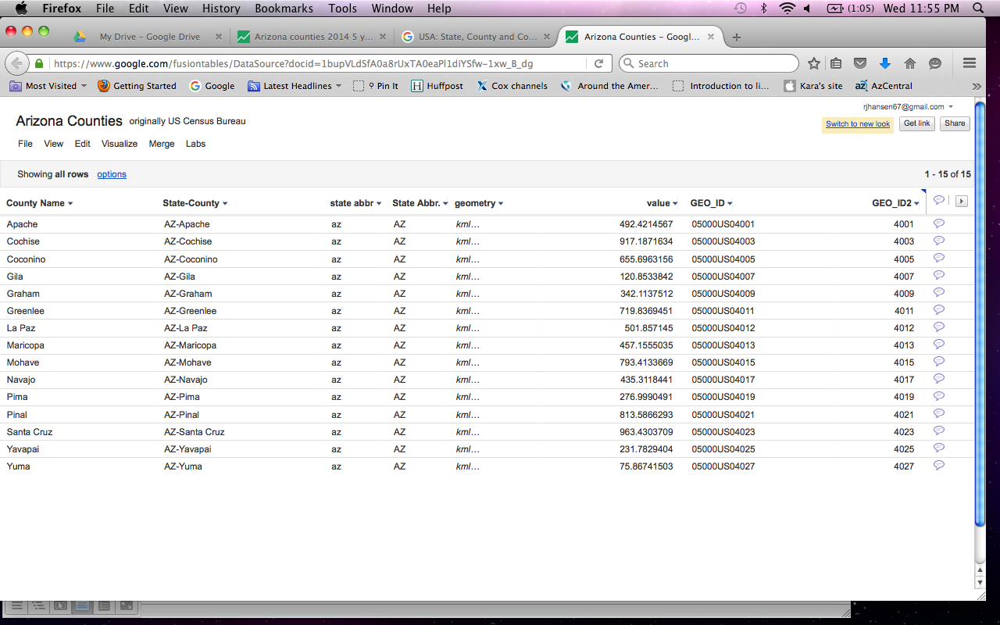 Firefox File Edit View History Bookmarks Tools Window Help (1:05) Wed 11:55 PM
My Drive – Google Drive Arizona counties 2014 5 y... USA: State, County and Co... Arizona Counties – Googl...
https://www.google.com/fusiontables/DataSource?docid=1bupVLdSfA0a8rUxTA0eaPl1diYSfw-1xw_B_dg Search
Most Visited Getting Started Google Latest Headlines Pin It Huffpost Cox channels Around the Amer... Introduction to li... Kara's site AzCentral
rjhansen67@gmail.com
Arizona Counties originally US Census Bureau Switch to new look Get link Share
File View Edit Visualize Merge Labs
Showing all rows options 1 - 15 of 15
County Name State-County state abbr State Abbr. geometry value GEO_ID GEO_ID2
Apache AZ-Apache az AZ kml... 492.4214567 05000US04001 4001
Cochise AZ-Cochise az AZ kml... 917.1871634 05000US04003 4003
Coconino AZ-Coconino az AZ kml... 655.6963156 05000US04005 4005
Gila AZ-Gila az AZ kml... 120.8533842 05000US04007 4007
Graham AZ-Graham az AZ kml... 342.1137512 05000US04009 4009
Greenlee AZ-Greenlee az AZ kml... 719.8369451 05000US04011 4011
La Paz AZ-La Paz az AZ kml... 501.857145 05000US04012 4012
Maricopa AZ-Maricopa az AZ kml... 457.1555035 05000US04013 4013
Mohave AZ-Mohave az AZ kml... 793.4133669 05000US04015 4015
Navajo AZ-Navajo az AZ kml... 435.3118441 05000US04017 4017
Pima AZ-Pima az AZ kml... 276.9990491 05000US04019 4019
Pinal AZ-Pinal az AZ kml... 813.5866293 05000US04021 4021
Santa Cruz AZ-Santa Cruz az AZ kml... 963.4303709 05000US04023 4023
Yavapai AZ-Yavapai az AZ kml... 231.7829404 05000US04025 4025
Yuma AZ-Yuma az AZ kml... 75.86741503 05000US04027 4027